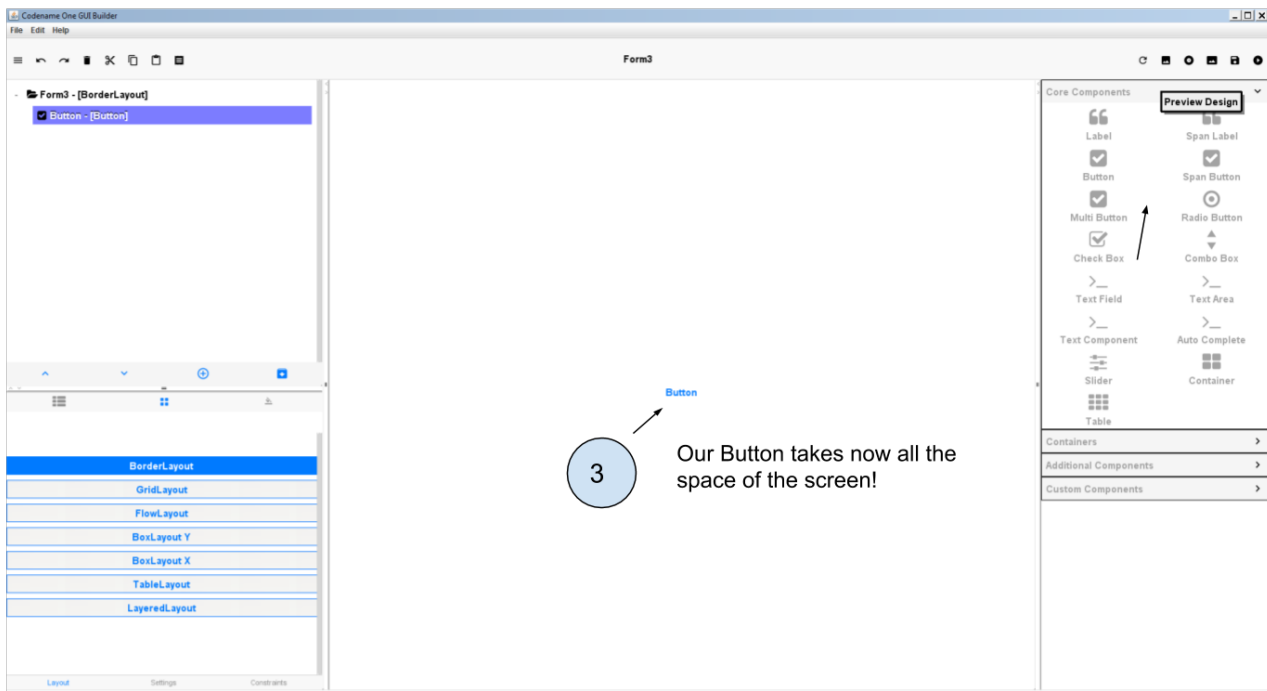 Codename One GUI Builder
File Edit Help
Form3
Form3 - [BorderLayout]
Button - [Button]
BorderLayout
GridLayout
FlowLayout
BoxLayout Y
BoxLayout X
TableLayout
LayeredLayout
Layout Settings Constraints
Button
3
Our Button takes now all the
space of the screen!
Core Components
Preview Design
Label Span Label
Button Span Button
Multi Button Radio Button
Check Box Combo Box
Text Field Text Area
Text Component Auto Complete
Slider Container
Table
Containers
Additional Components
Custom Components